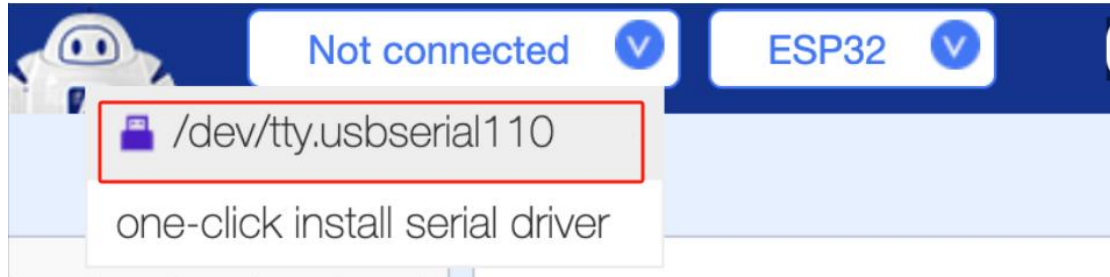 Not connected
ESP32
/dev/tty.usbserial110
one-click install serial driver